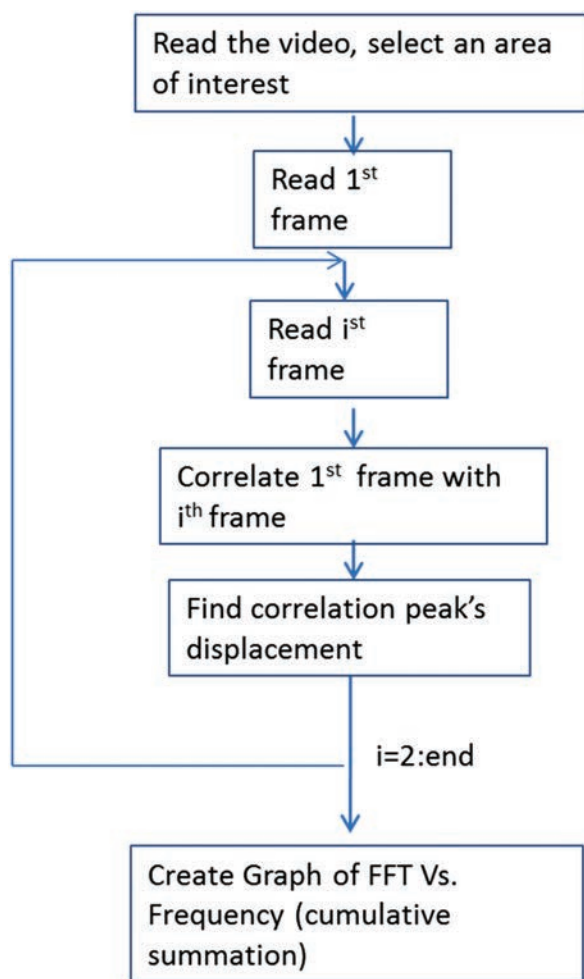 Read the video, select an area
of interest
Read 1st
frame
Read ist
frame
Correlate 1st frame with
ith frame
Find correlation peak's
displacement
i=2:end
Create Graph of FFT Vs.
Frequency (cumulative
summation)